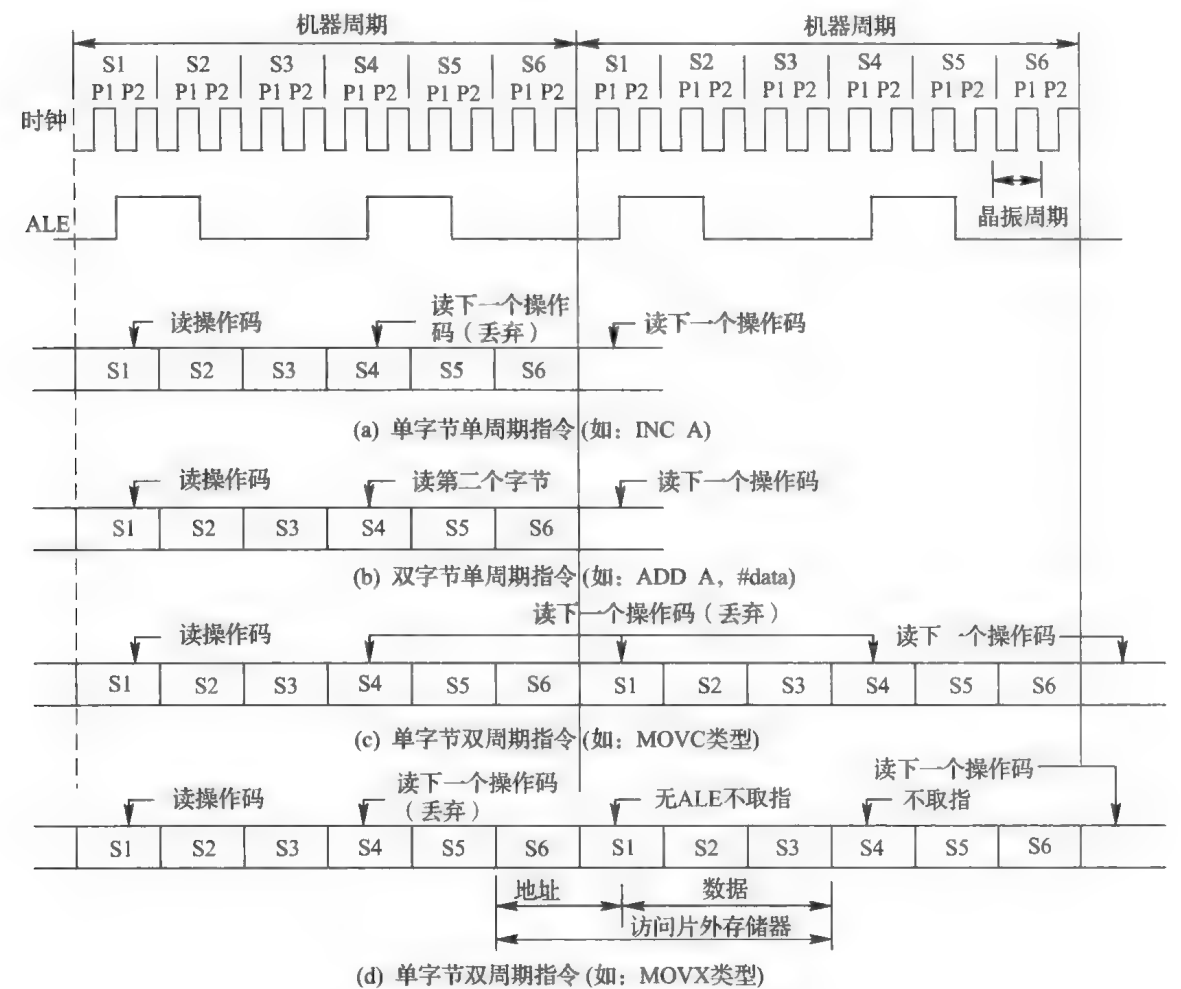 机器周期 机器周期
S1 S2 S3 S4 S5 S6 S1 S2 S3 S4 S5 S6
P1 P2 P1 P2 P1 P2 P1 P2 P1 P2 P1 P2 P1 P2 P1 P2 P1 P2 P1 P2 P1 P2 P1 P2
时钟
晶振周期
ALE
读操作码 读下一个操作码(丢弃) 读下一个操作码
S1 S2 S3 S4 S5 S6
(a) 单字节单周期指令(如:INC A)
读操作码 读第二个字节 读下一个操作码
S1 S2 S3 S4 S5 S6
(b) 双字节单周期指令(如:ADD A,#data)
读下一个操作码(丢弃)
读操作码 读下 个操作码
S1 S2 S3 S4 S5 S6 S1 S2 S3 S4 S5 S6
(c) 单字节双周期指令(如:MOVC类型)
读下一个操作码
读操作码 读下一个操作码(丢弃) 无ALE不取指 不取指
S1 S2 S3 S4 S5 S6 S1 S2 S3 S4 S5 S6
地址 数据
访问片外存储器
(d) 单字节双周期指令(如:MOVX类型)